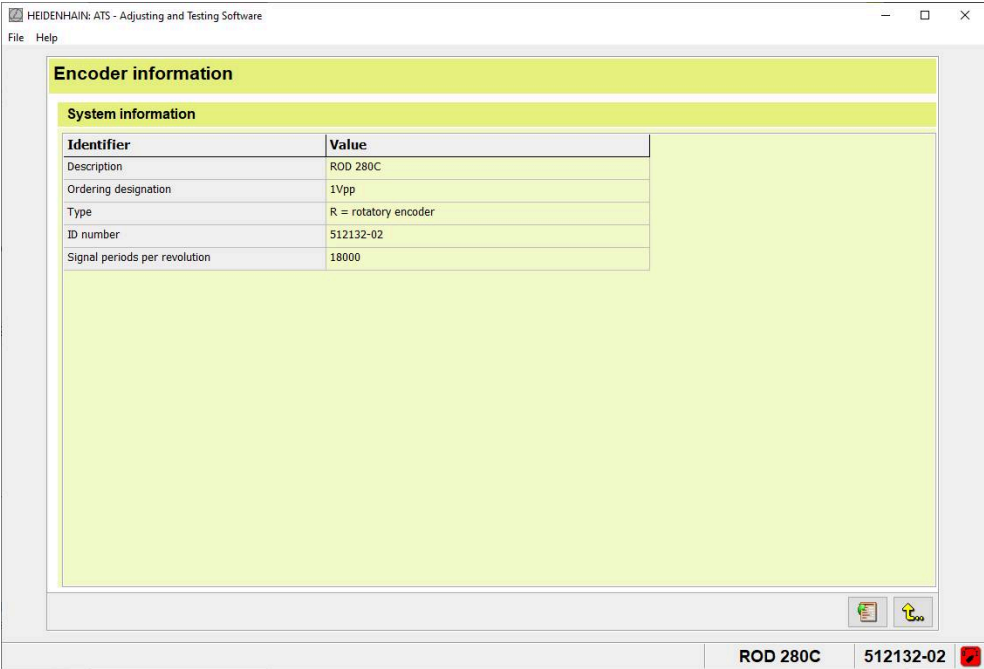 HEIDENHAIN: ATS - Adjusting and Testing Software
File Help
Encoder information
System information
Identifier Value
Description ROD 280C
Ordering designation 1Vpp
Type R = rotatory encoder
ID number 512132-02
Signal periods per revolution 18000
ROD 280C 512132-02